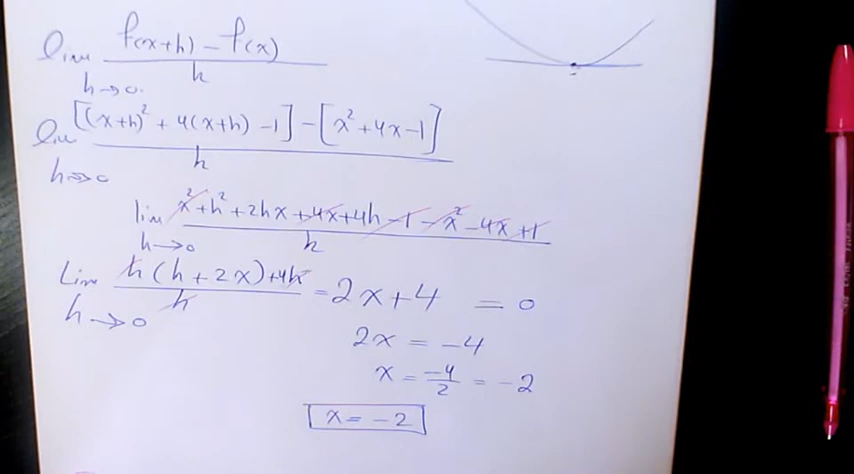 lim f(x+h) - f(x) / h
h→0
lim [(x+h)² + 4(x+h) - 1] - [x² + 4x - 1] / h
h→0
lim x² + h² + 2hx + 4x + 4h - 1 - x² - 4x + 1 / h
h→0
Lim h(h + 2x) + 4h / h = 2x + 4 = 0
h→0
2x = -4
x = -4/2 = -2
x = -2